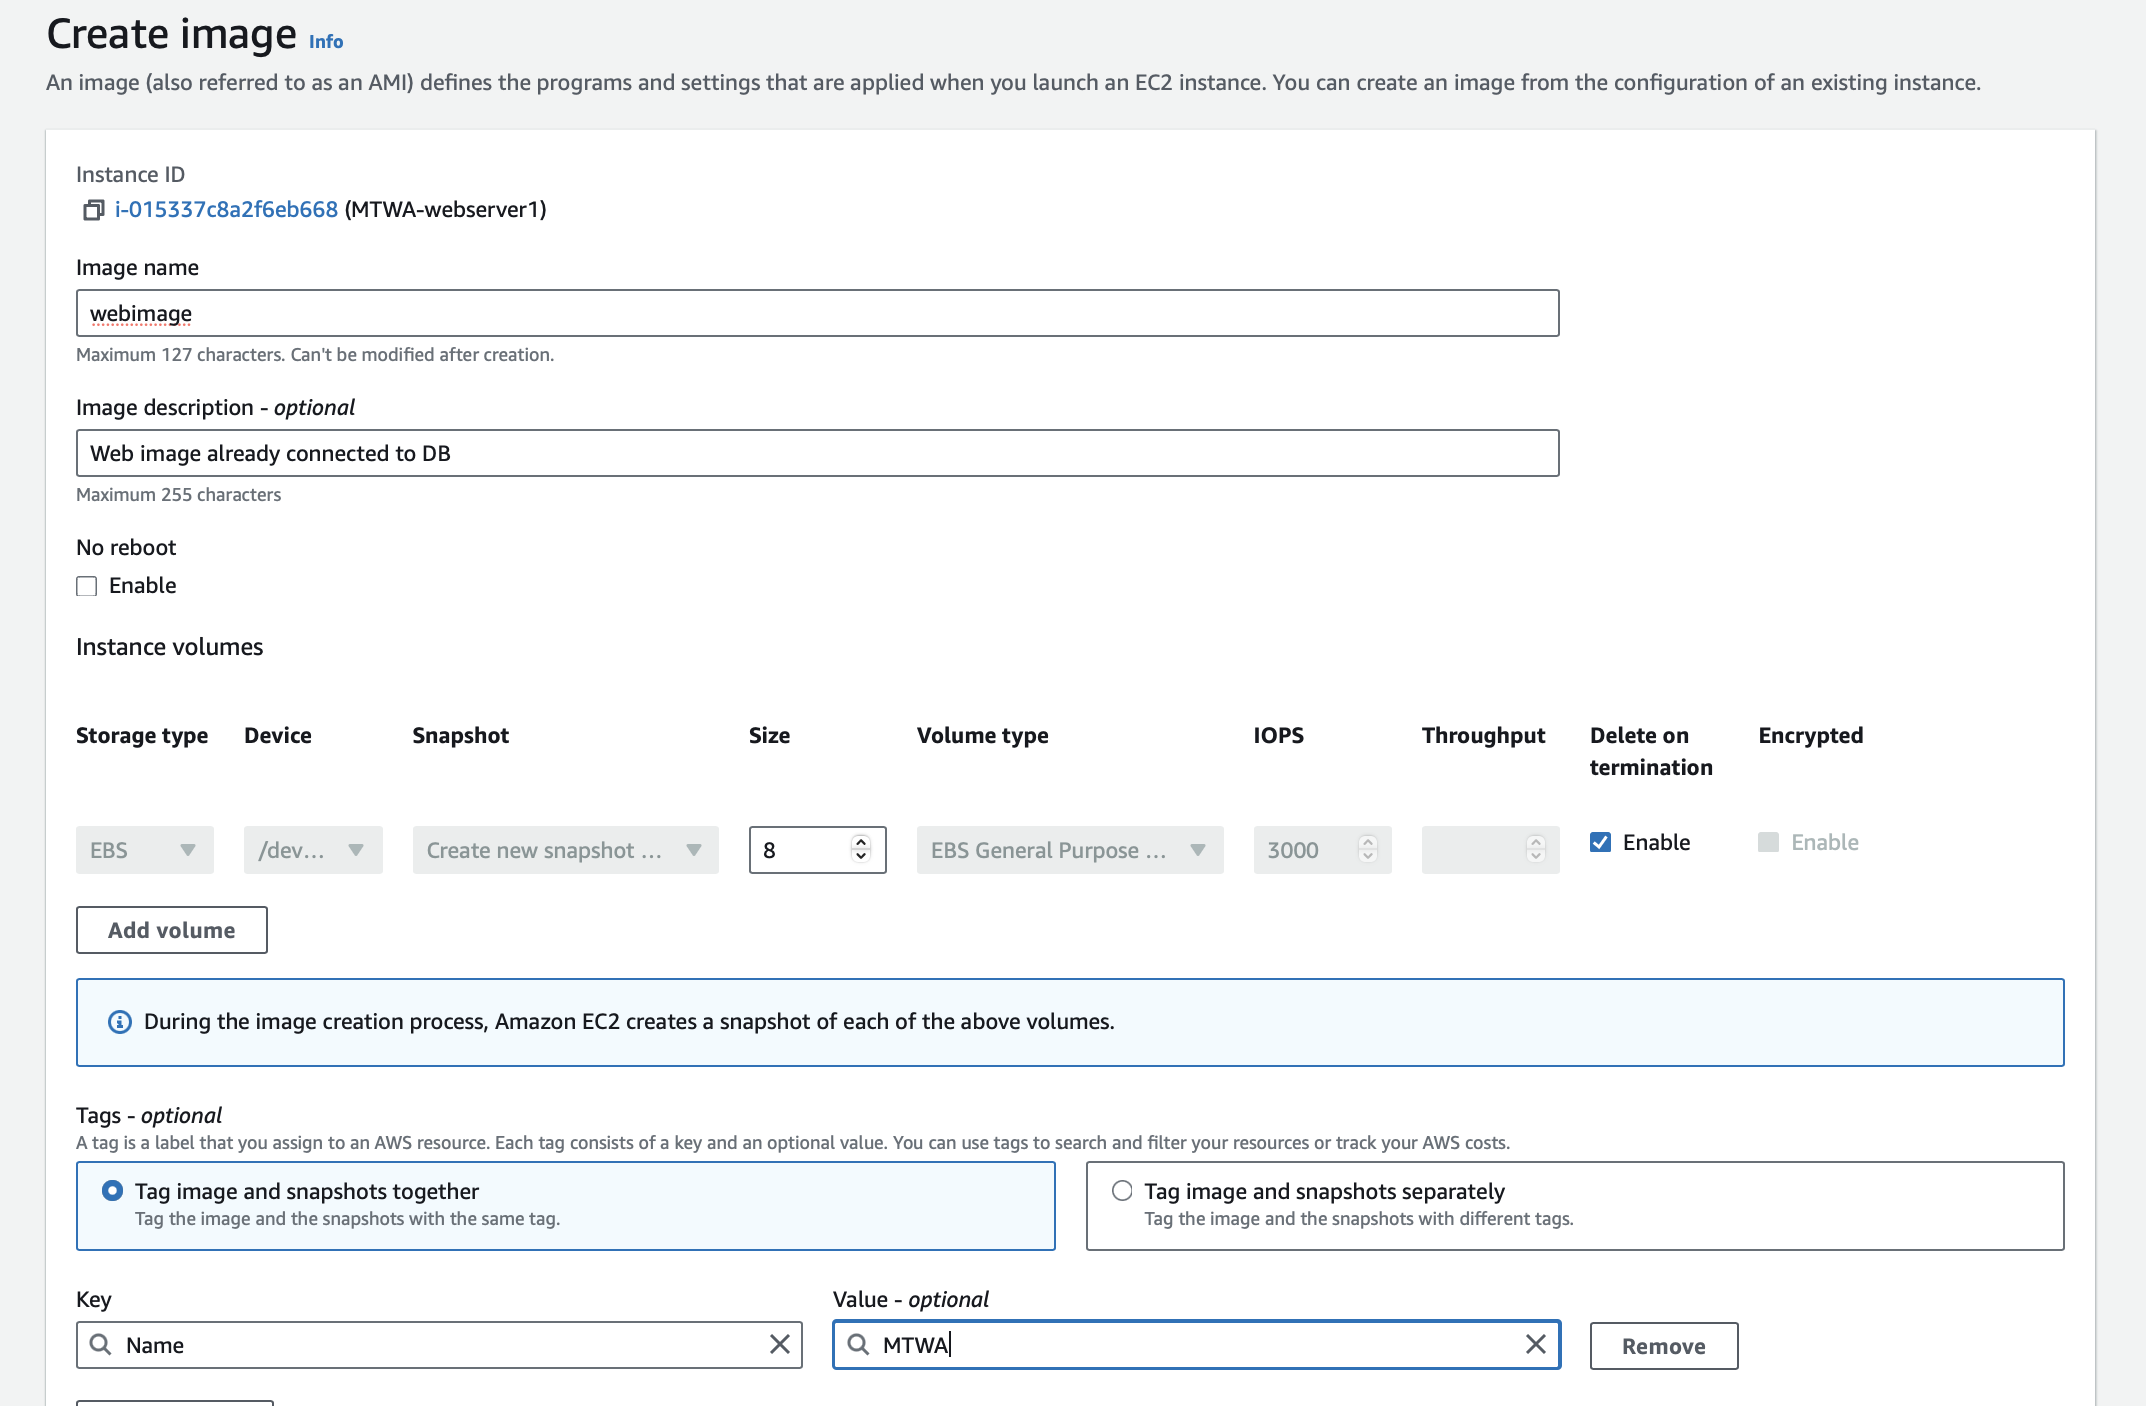 Create image Info
An image (also referred to as an AMI) defines the programs and settings that are applied when you launch an EC2 instance. You can create an image from the configuration of an existing instance.
Instance ID
i-015337c8a2f6eb668 (MTWA-webserver1)
Image name
webimage
Maximum 127 characters. Can't be modified after creation.
Image description - optional
Web image already connected to DB
Maximum 255 characters
No reboot
Enable
Instance volumes
Storage type Device Snapshot Size Volume type IOPS Throughput Delete on termination Encrypted
EBS /dev... Create new snapshot ... 8 EBS General Purpose ... 3000 Enable Enable
Add volume
During the image creation process, Amazon EC2 creates a snapshot of each of the above volumes.
Tags - optional
A tag is a label that you assign to an AWS resource. Each tag consists of a key and an optional value. You can use tags to search and filter your resources or track your AWS costs.
Tag image and snapshots together
Tag the image and the snapshots with the same tag.
Tag image and snapshots separately
Tag the image and the snapshots with different tags.
Key Value - optional
Name MTWA Remove